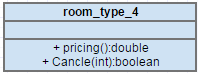 room_type_4
+ pricing():double
+ Cancle(int):boolean